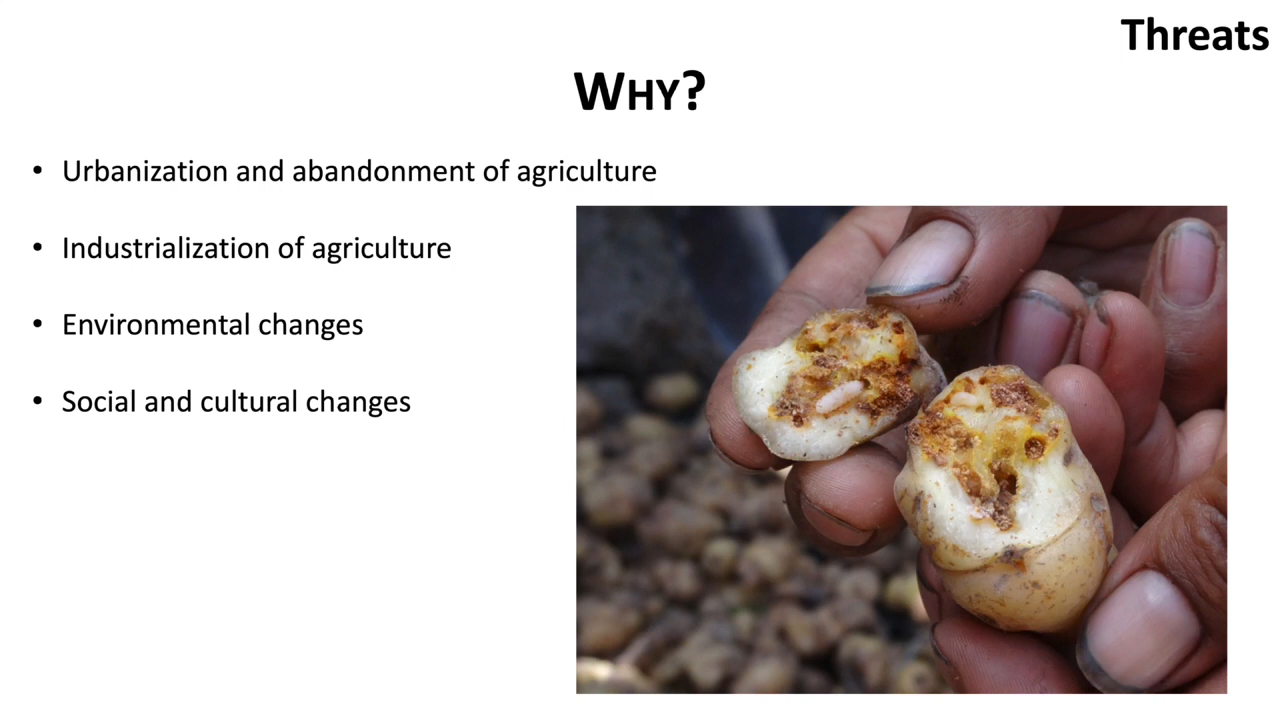 Threats
WHY?
• Urbanization and abandonment of agriculture
• Industrialization of agriculture
• Environmental changes
• Social and cultural changes